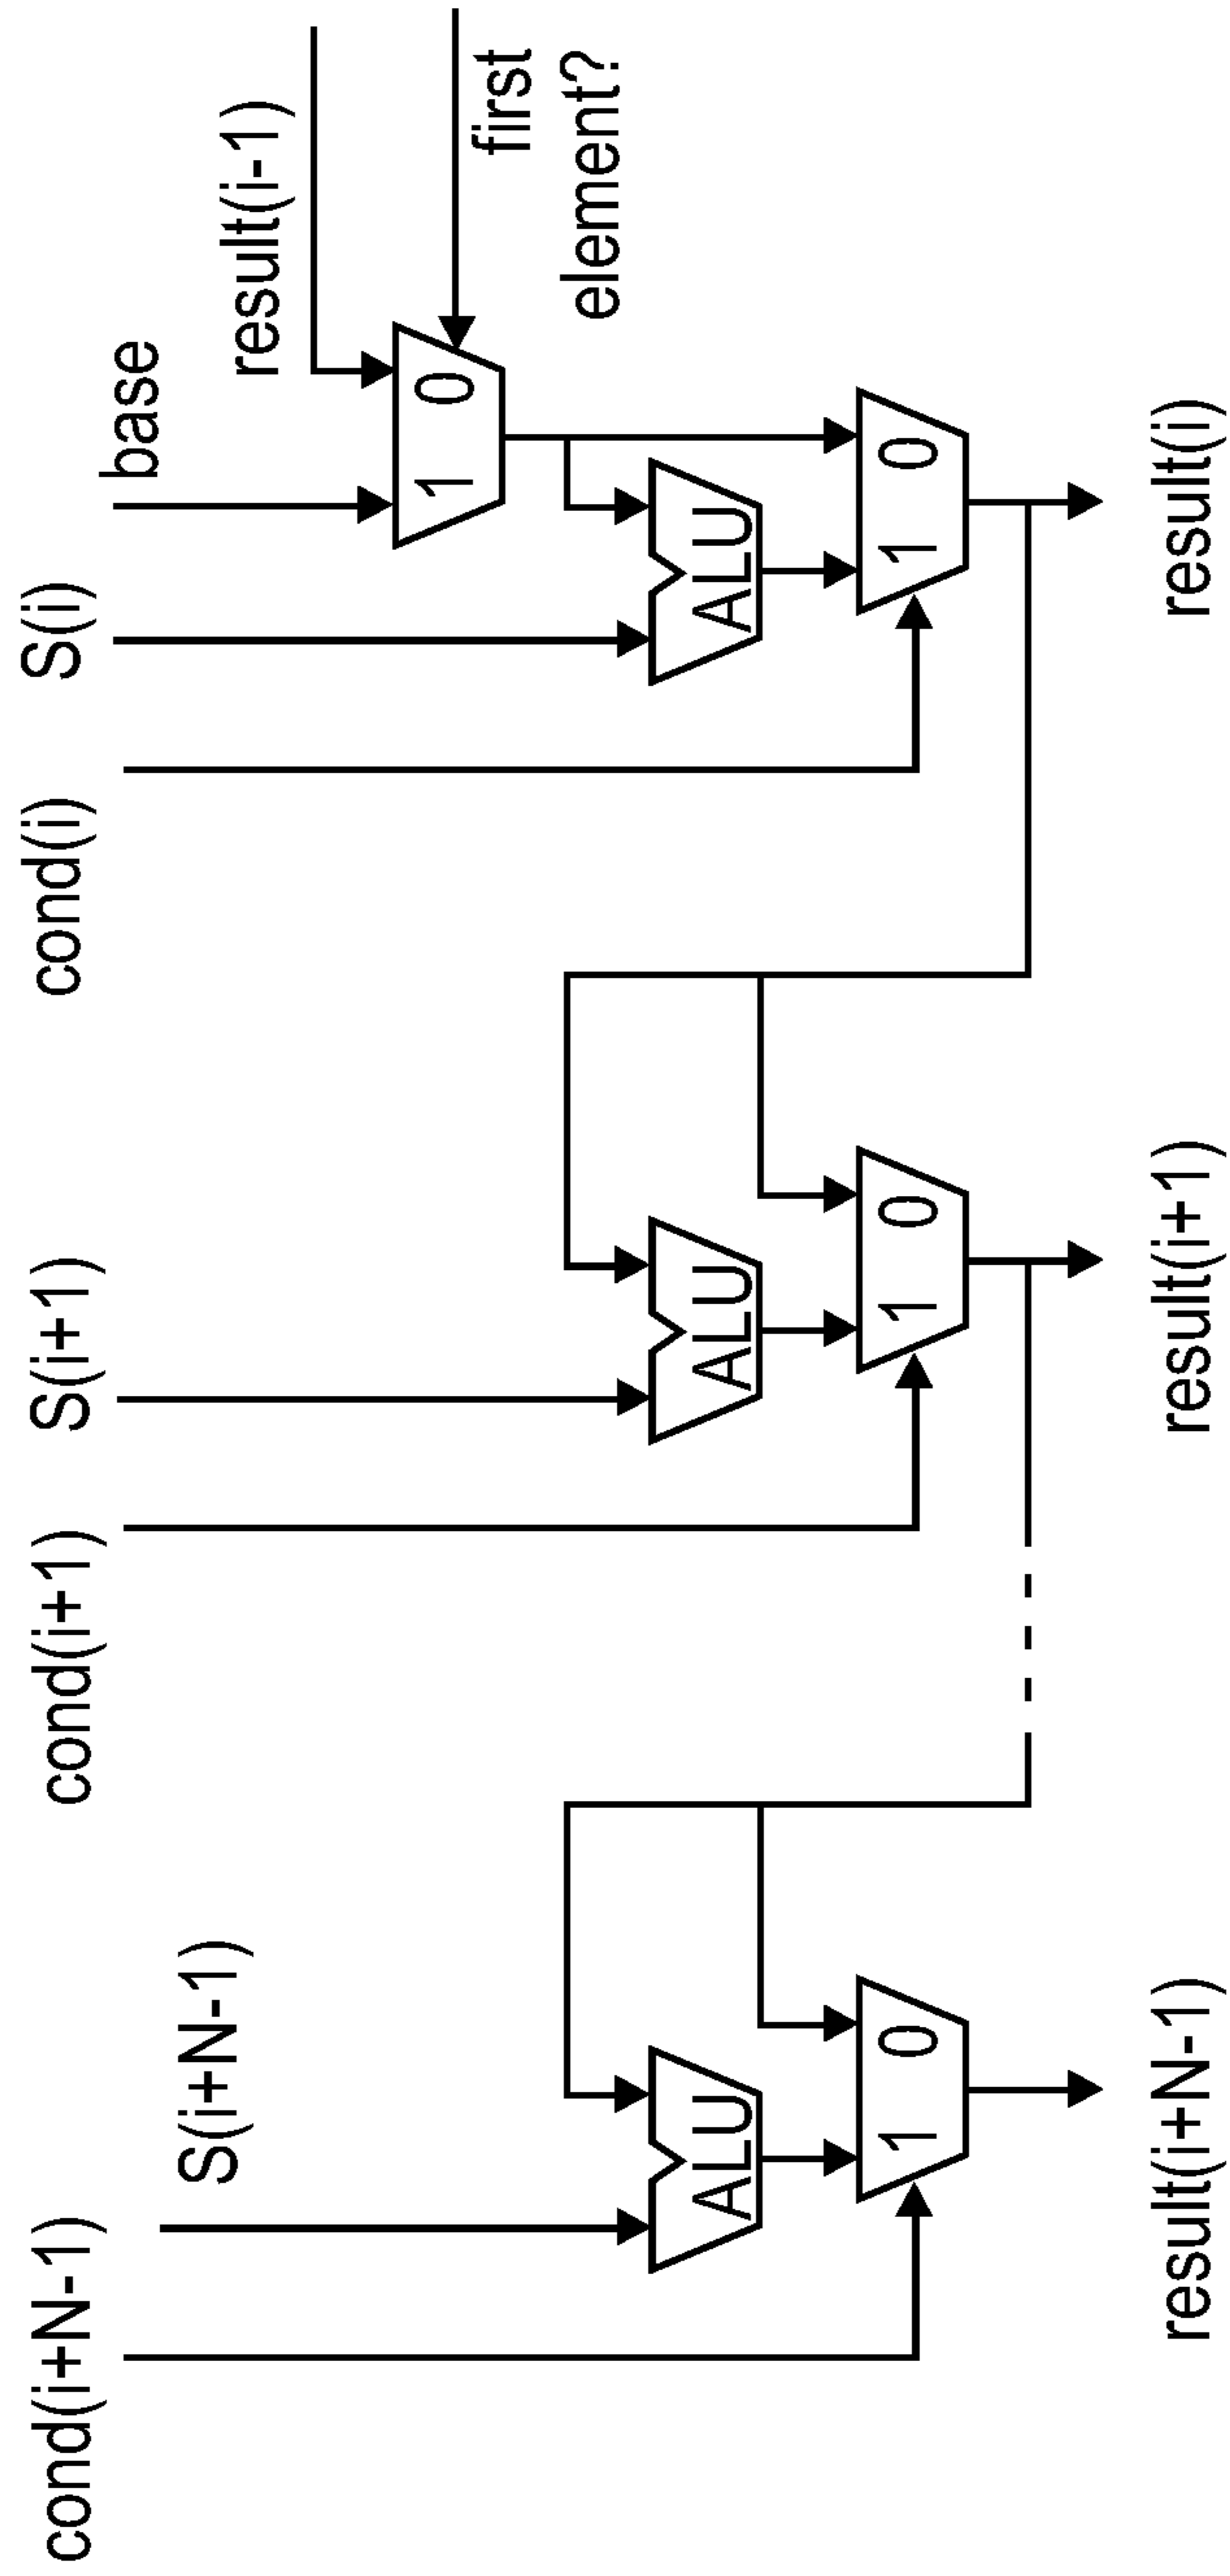 cond(i+N-1)
S(i+N-1)
cond(i+1)
S(i+1)
cond(i)
S(i)
base
result(i-1)
first
element?
1 0
ALU
ALU
ALU
1 0
1 0
1 0
result(i+N-1)
result(i+1)
result(i)